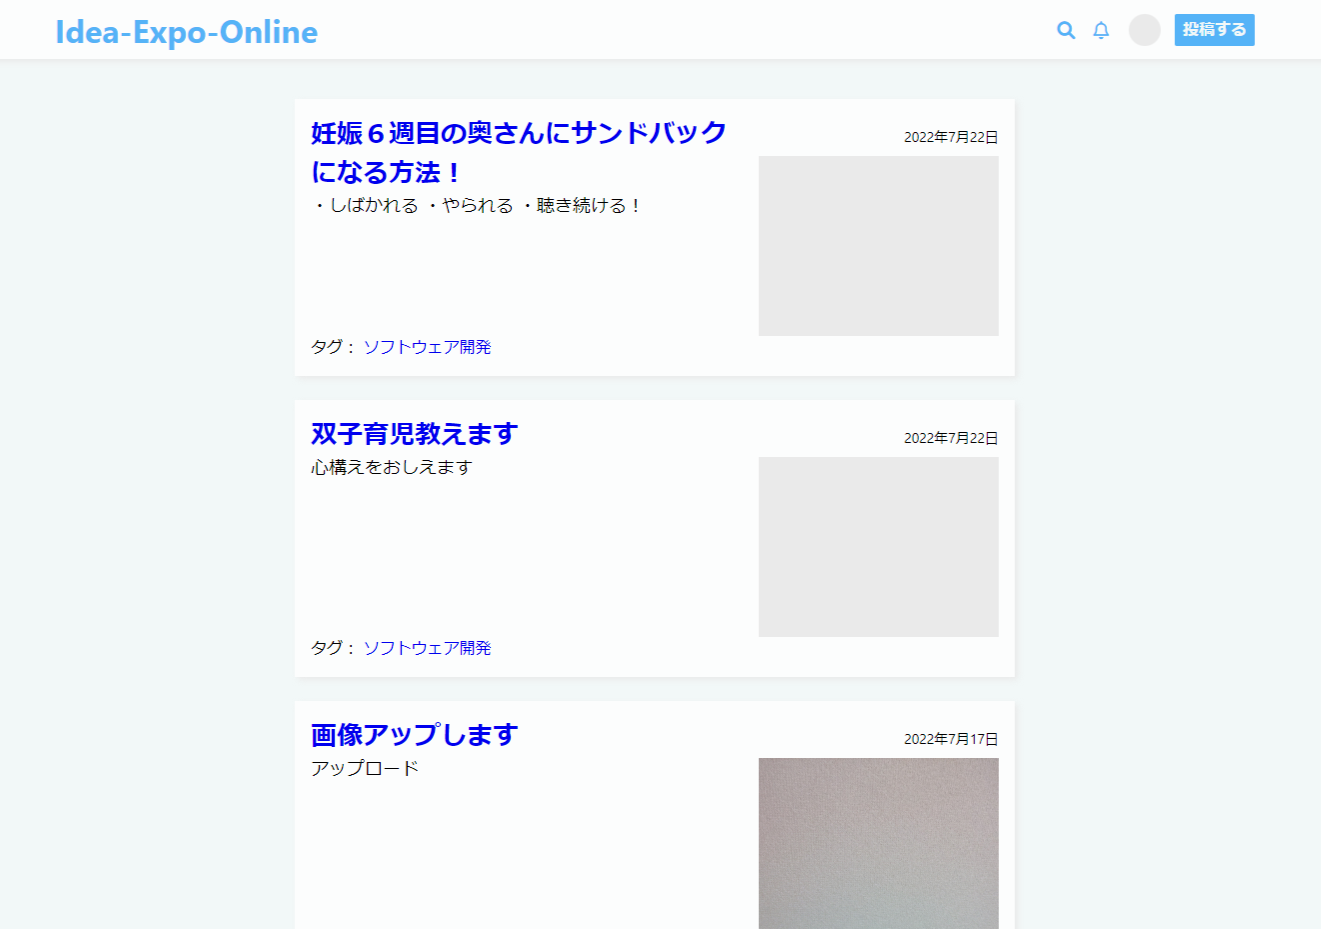 Idea-Expo-Online
投稿する
妊娠６週目の奥さんにサンドバック
になる方法！
2022年7月22日
・しばかれる ・やられる ・聴き続ける！
タグ： ソフトウェア開発
双子育児教えます
2022年7月22日
心構えをおしえます
タグ： ソフトウェア開発
画像アップします
2022年7月17日
アップロード